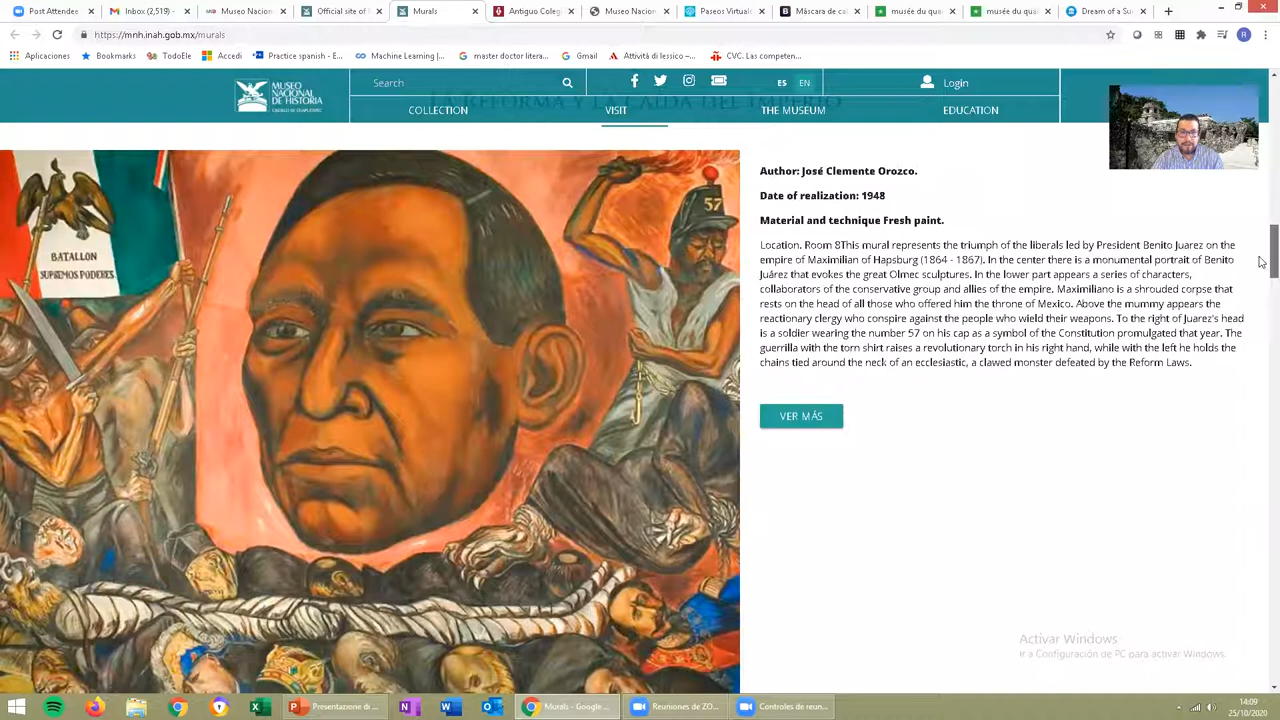 Post Attendee
Inbox (2,519)
Museo Nacion
Official site of
Murals
Antiguo Coleg
Museo Nacion
Paseos Virtual
Máscara de ca
musée du qua
musée du qua
Dream of a Su
https://mnh.inah.gob.mx/murals
R
Aplicaciones
Bookmarks
TodoEle
Accedi
Practice spanish - E...
Machine Learning |...
master doctor litera...
Gmail
Attività di lessico –...
CVC. Las competen...
MUSEO
NACIONAL
DE HISTORIA
CASTILLO DE CHAPULTEPEC
Search
ES
EN
Login
LA REFORMA Y LA CAÍDA DEL IMPERIO
COLLECTION
VISIT
THE MUSEUM
EDUCATION
57
BATALLON
SUPREMOS PODERES.
Author: José Clemente Orozco.
Date of realization: 1948
Material and technique Fresh paint.
Location. Room 8This mural represents the triumph of the liberals led by President Benito Juarez on the
empire of Maximilian of Hapsburg (1864 - 1867). In the center there is a monumental portrait of Benito
Juárez that evokes the great Olmec sculptures. In the lower part appears a series of characters,
collaborators of the conservative group and allies of the empire. Maximiliano is a shrouded corpse that
rests on the head of all those who offered him the throne of Mexico. Above the mummy appears the
reactionary clergy who conspire against the people who wield their weapons. To the right of Juarez's head
is a soldier wearing the number 57 on his cap as a symbol of the Constitution promulgated that year. The
guerrilla with the torn shirt raises a revolutionary torch in his right hand, while with the left he holds the
chains tied around the neck of an ecclesiastic, a clawed monster defeated by the Reform Laws.
VER MÁS
Activar Windows
Ir a Configuración de PC para activar Windows.
Presentazione di ...
Murals - Google ...
Reuniones de ZO...
Controles de reun...
14:09
25/10/2020